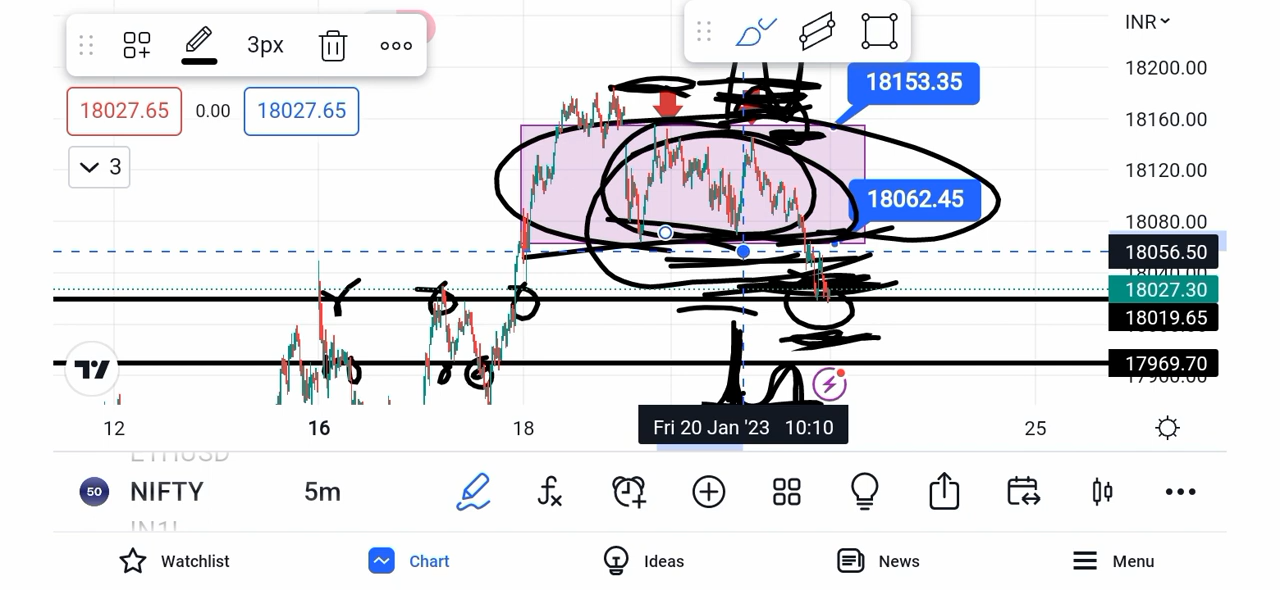 INR
3px
18200.00
18153.35
18027.65 0.00 18027.65
18160.00
3
18120.00
18062.45
18080.00
18056.50
18027.30
18019.65
17969.70
12 16 18 Fri 20 Jan '23 10:10 25
ETHUSD
50 NIFTY 5m
Watchlist Chart Ideas News Menu